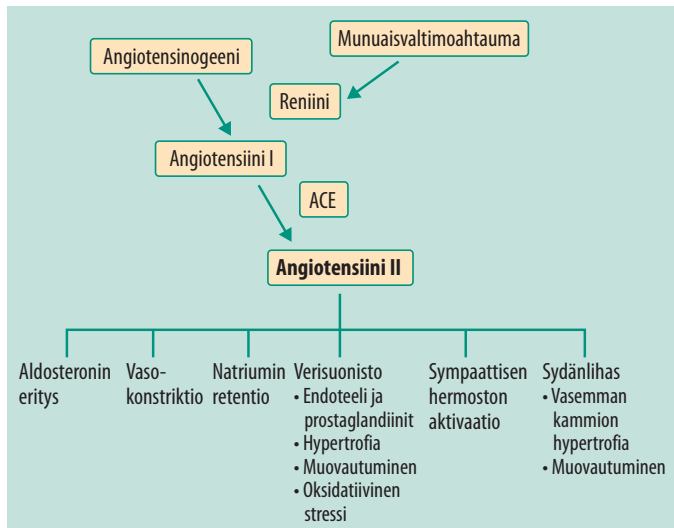 Munuaisvaltimoahtauma
Angiotensinogeeni
Reniini
Angiotensiini I
ACE
Angiotensiini II
Aldosteronin
eritys
Vaso-
konstriktio
Natriumin
retentio
Verisuonisto
• Endoteeli ja
prostaglandiinit
• Hypertrofia
• Muovautuminen
• Oksidatiivinen
stressi
Sympaattisen
hermoston
aktivaatio
Sydänlihas
• Vasemman
kammion
hypertrofia
• Muovautuminen